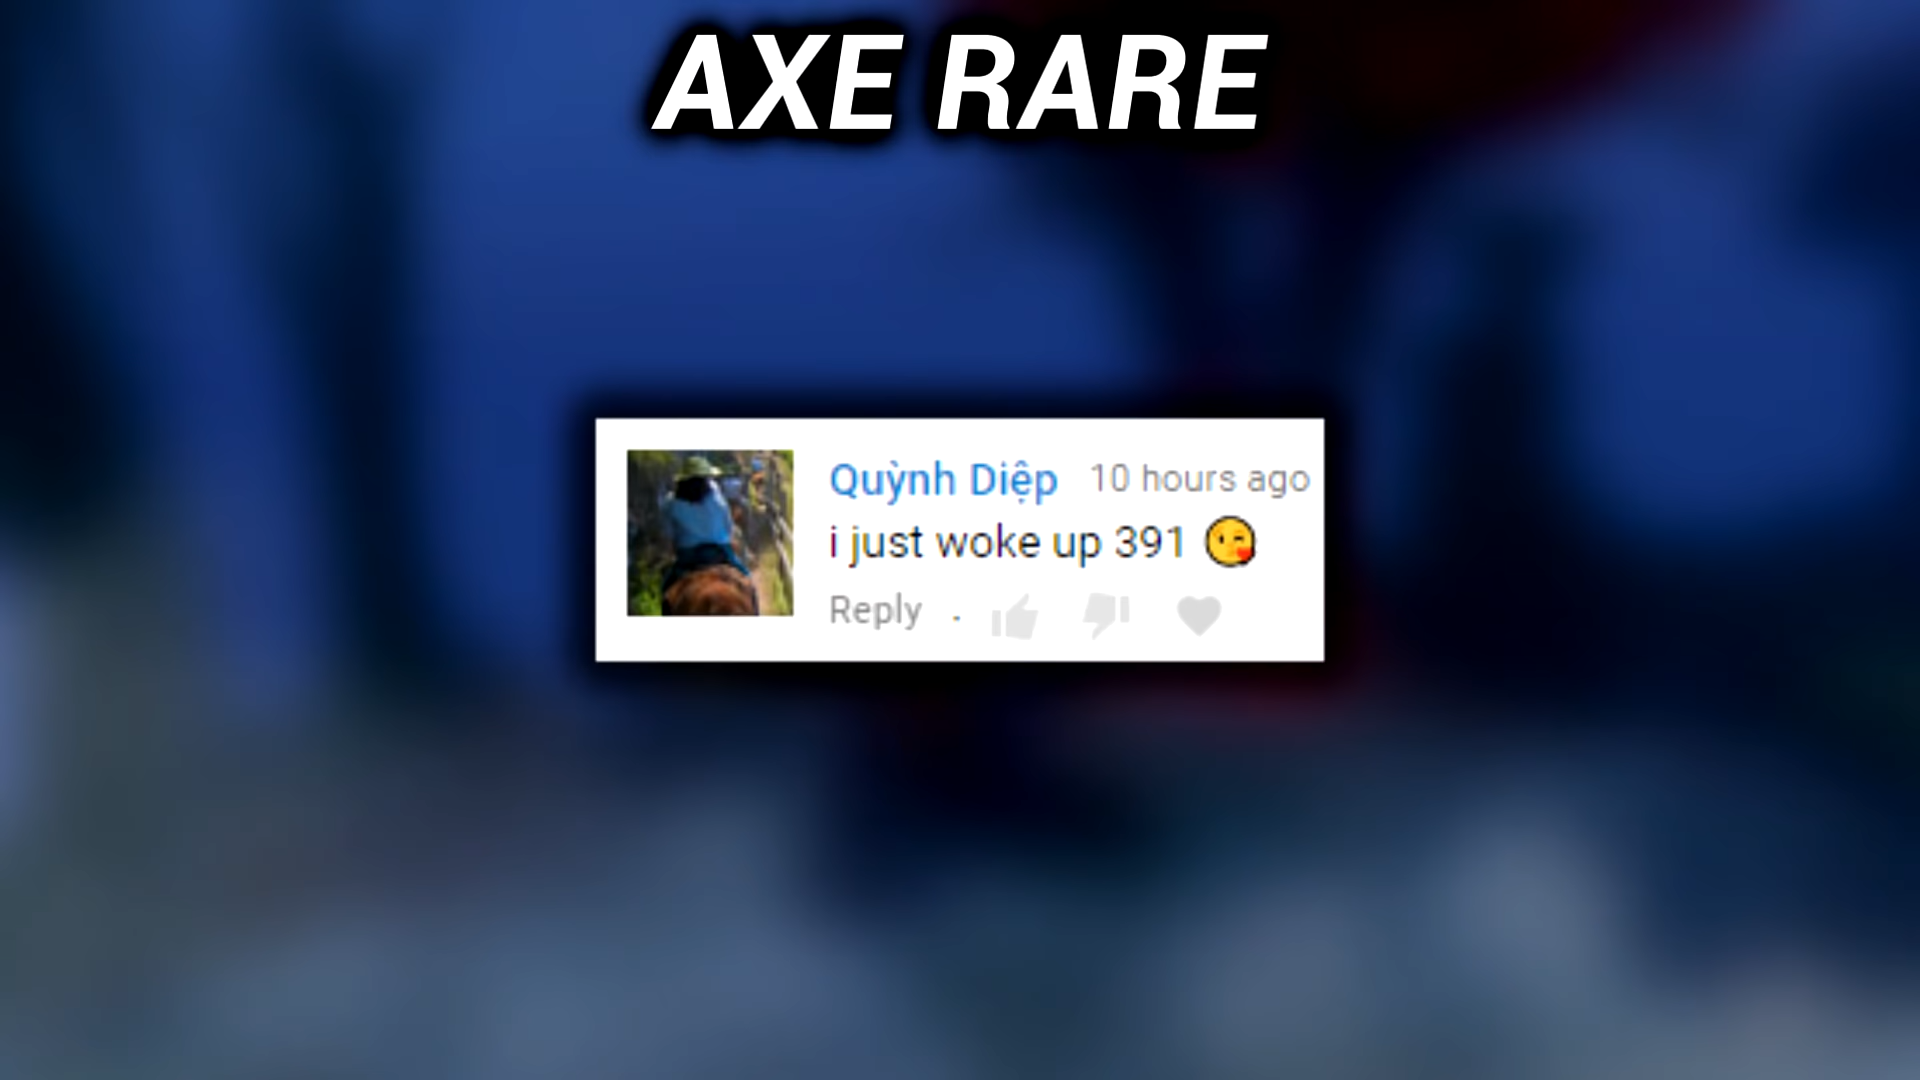 AXE RARE
Quỳnh Diệp 10 hours ago
i just woke up 391 😘
Reply .